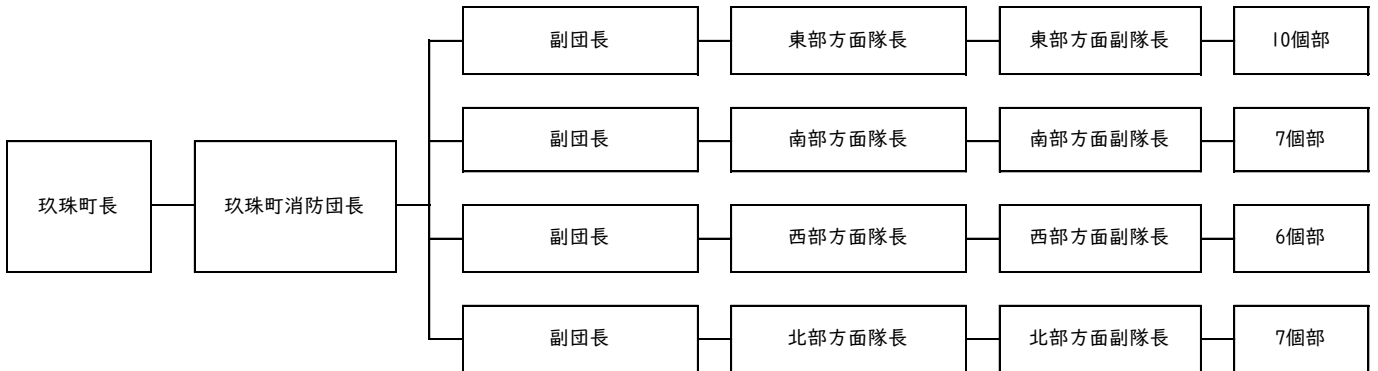 副団長 東部方面隊長 東部方面副隊長 10個部
副団長 南部方面隊長 南部方面副隊長 7個部
玖珠町長 玖珠町消防団長
副団長 西部方面隊長 西部方面副隊長 6個部
副団長 北部方面隊長 北部方面副隊長 7個部